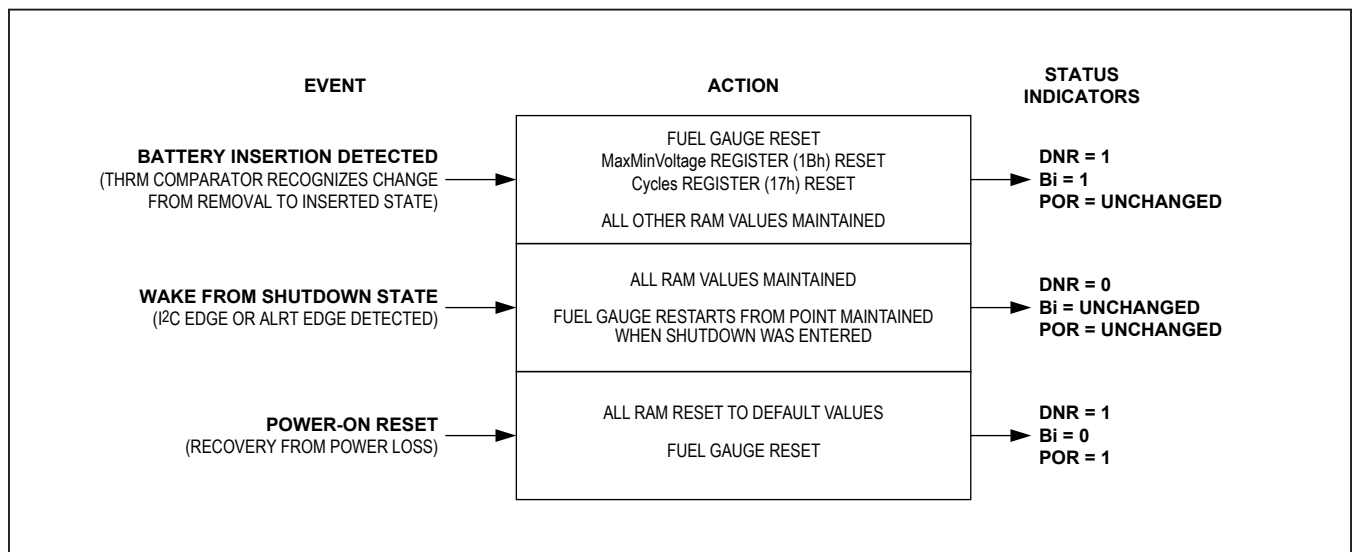 EVENT
ACTION
STATUS
INDICATORS
BATTERY INSERTION DETECTED
(THRM COMPARATOR RECOGNIZES CHANGE
FROM REMOVAL TO INSERTED STATE)
FUEL GAUGE RESET
MaxMinVoltage REGISTER (1Bh) RESET
Cycles REGISTER (17h) RESET
ALL OTHER RAM VALUES MAINTAINED
DNR = 1
Bi = 1
POR = UNCHANGED
WAKE FROM SHUTDOWN STATE
(I²C EDGE OR ALRT EDGE DETECTED)
ALL RAM VALUES MAINTAINED
FUEL GAUGE RESTARTS FROM POINT MAINTAINED
WHEN SHUTDOWN WAS ENTERED
DNR = 0
Bi = UNCHANGED
POR = UNCHANGED
POWER-ON RESET
(RECOVERY FROM POWER LOSS)
ALL RAM RESET TO DEFAULT VALUES
FUEL GAUGE RESET
DNR = 1
Bi = 0
POR = 1